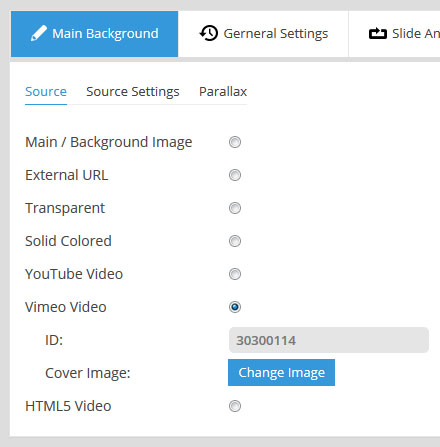 Main Background Gerneral Settings Slide An
Source Source Settings Parallax
Main / Background Image
External URL
Transparent
Solid Colored
YouTube Video
Vimeo Video
ID: 30300114
Cover Image: Change Image
HTML5 Video